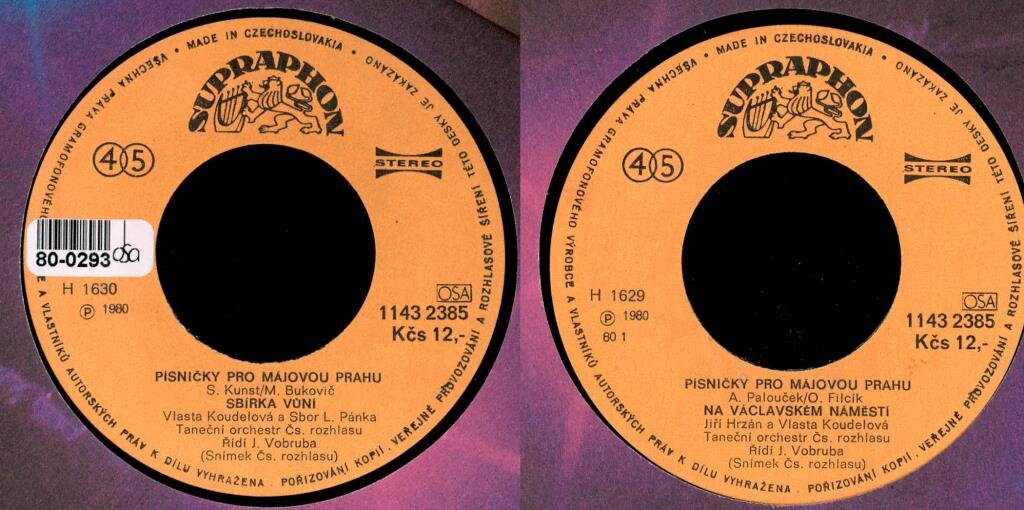 VŠECHNA PRÁVA GRAMOFONOVÉHO VÝROBCE A VLASTNÍKŮ AUTORSKÝCH PRÁV K DÍLU VYHRAŽENA . POŘIZOVÁNÍ KOPIÍ, VEŘEJNÉ PROVOZOVÁNÍ A ROZHLASOVÉ ŠÍŘENÍ TÉTO DESKY JE ZAKÁZÁNO
• MADE IN CZECHOSLOVAKIA •
SUPRAPHON
45
STEREO
80-0293 osa
H 1630
OSA
Ⓟ 1980
1143 2385
Kčs 12,-
PÍSNIČKY PRO MÁJOVOU PRAHU
S. Kunst/M. Bukovič
SBÍRKA VŮNÍ
Vlasta Koudelová a Sbor L. Pánka
Taneční orchestr Čs. rozhlasu
Řídí J. Vobruba
(Snímek Čs. rozhlasu)
VŠECHNA PRÁVA GRAMOFONOVÉHO VÝROBCE A VLASTNÍKŮ AUTORSKÝCH PRÁV K DÍLU VYHRAŽENA . POŘIZOVÁNÍ KOPIÍ, VEŘEJNÉ PROVOZOVÁNÍ A ROZHLASOVÉ ŠÍŘENÍ TÉTO DESKY JE ZAKÁZÁNO
• MADE IN CZECHOSLOVAKIA •
SUPRAPHON
45
STEREO
H 1629
OSA
Ⓟ 1980
1143 2385
80 1
Kčs 12,-
PÍSNIČKY PRO MÁJOVOU PRAHU
A. Palouček/O. Filcík
NA VÁCLAVSKÉM NÁMĚSTÍ
Jiří Hrzán a Vlasta Koudelová
Taneční orchestr Čs. rozhlasu
Řídí J. Vobruba
(Snímek Čs. rozhlasu)